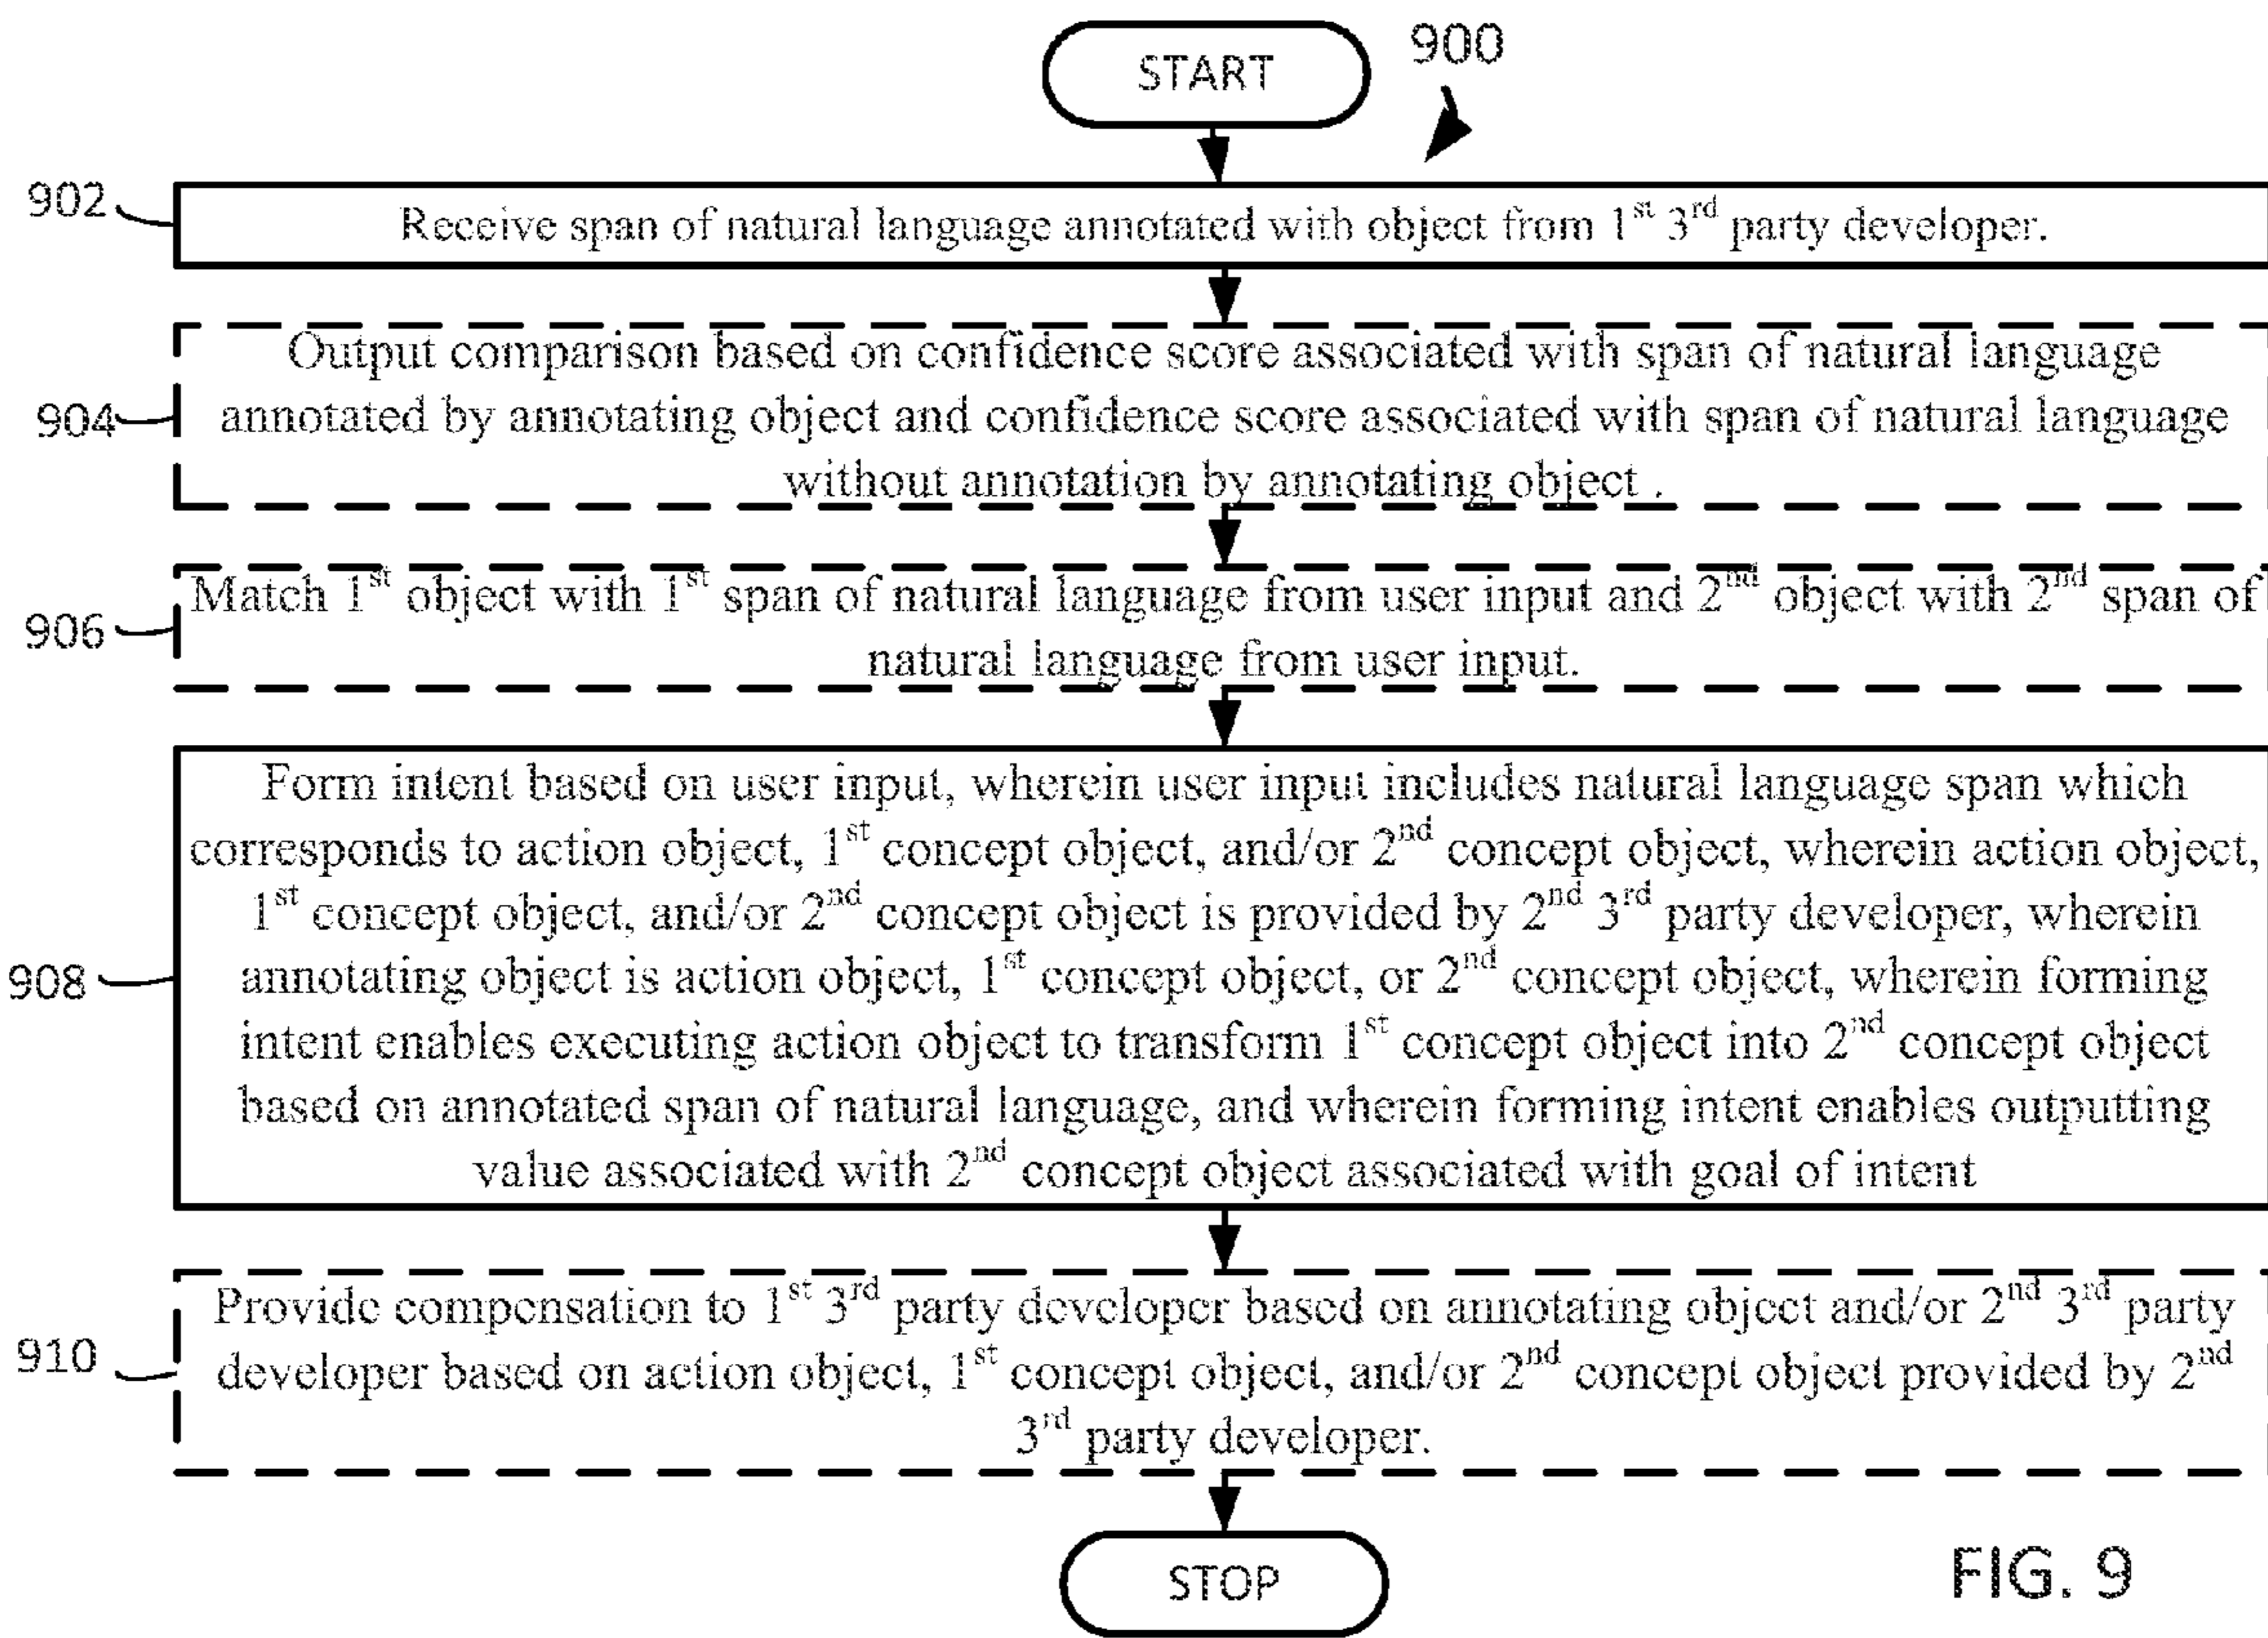 START
900
902
Receive span of natural language annotated with object from 1st 3rd party developer.
904
Output comparison based on confidence score associated with span of natural language
annotated by annotating object and confidence score associated with span of natural language
without annotation by annotating object .
906
Match 1st object with 1st span of natural language from user input and 2nd object with 2nd span of
natural language from user input.
908
Form intent based on user input, wherein user input includes natural language span which
corresponds to action object, 1st concept object, and/or 2nd concept object, wherein action object,
1st concept object, and/or 2nd concept object is provided by 2nd 3rd party developer, wherein
annotating object is action object, 1st concept object, or 2nd concept object, wherein forming
intent enables executing action object to transform 1st concept object into 2nd concept object
based on annotated span of natural language, and wherein forming intent enables outputting
value associated with 2nd concept object associated with goal of intent
910
Provide compensation to 1st 3rd party developer based on annotating object and/or 2nd 3rd party
developer based on action object, 1st concept object, and/or 2nd concept object provided by 2nd
3rd party developer.
STOP
FIG. 9